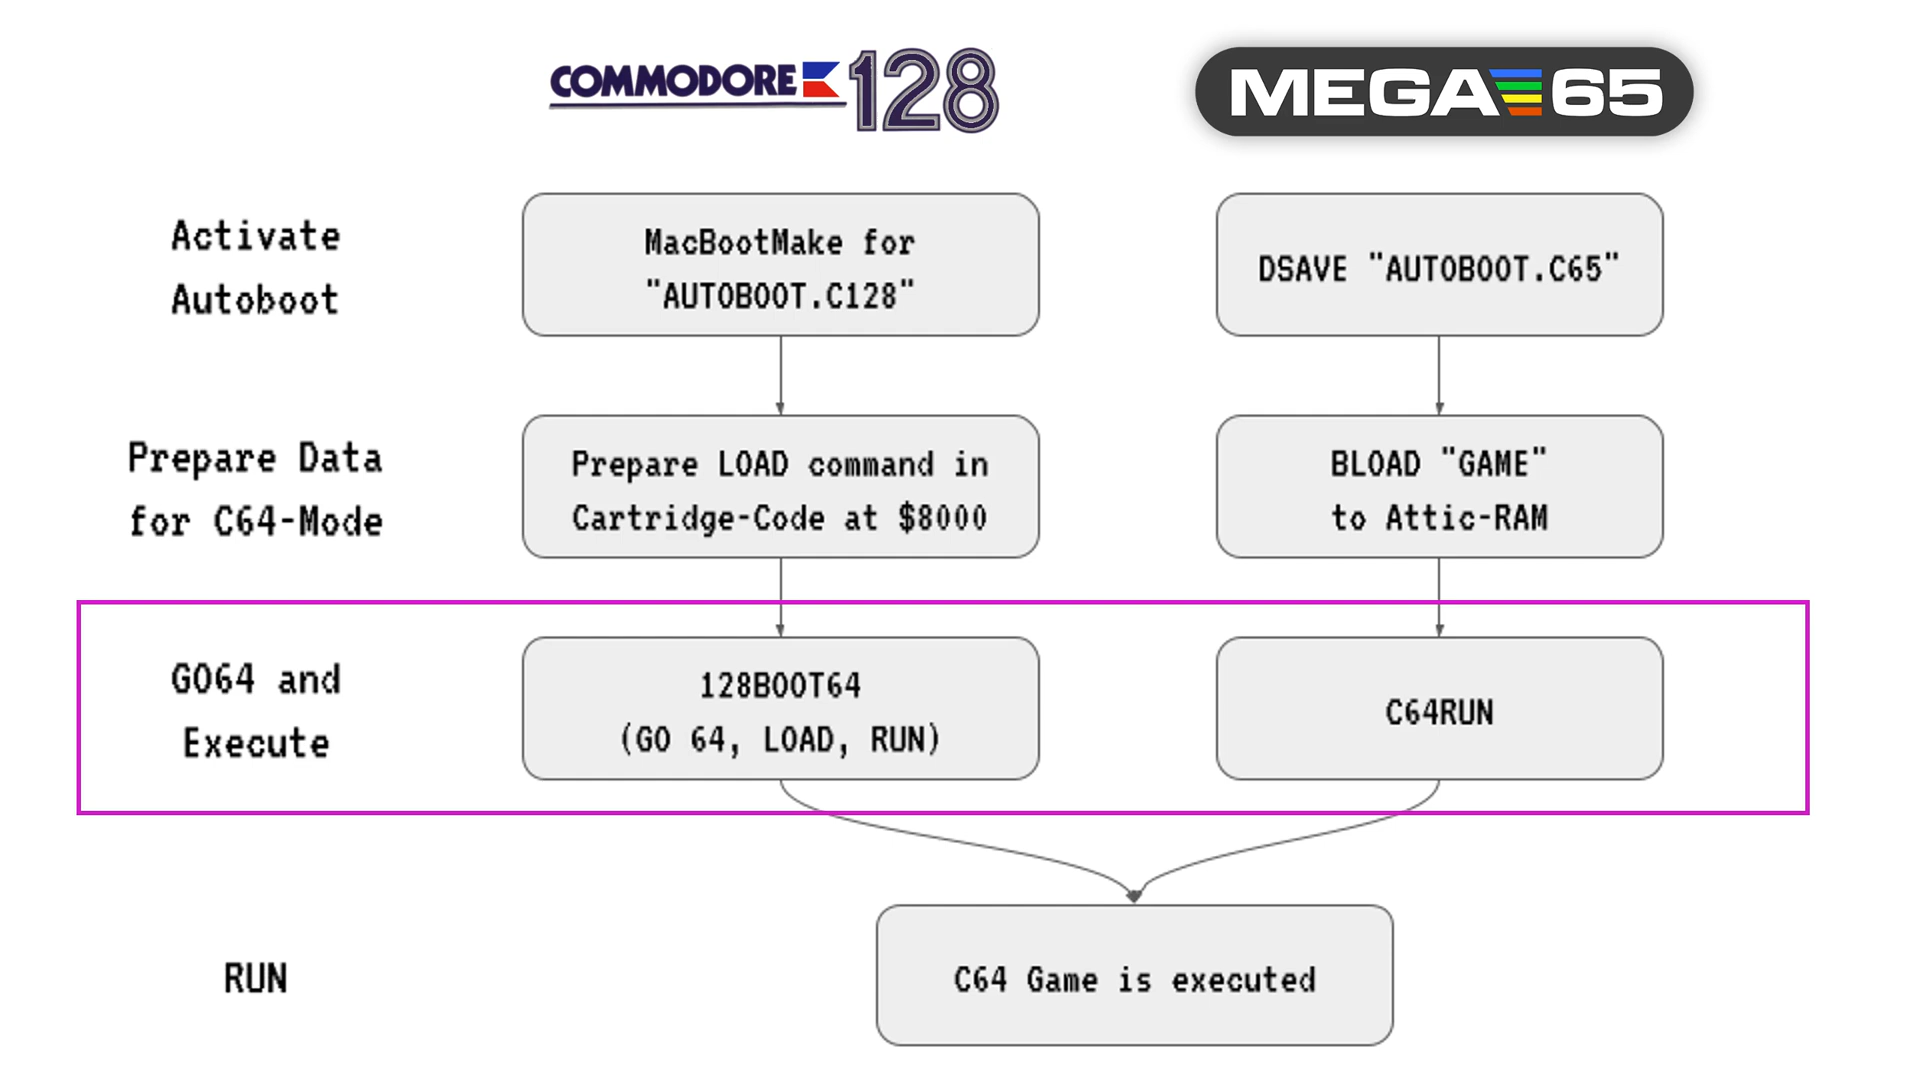 COMMODORE 128
MEGA 65
Activate
Autoboot
MacBootMake for
"AUTOBOOT.C128"
DSAVE "AUTOBOOT.C65"
Prepare Data
for C64-Mode
Prepare LOAD command in
Cartridge-Code at $8000
BLOAD "GAME"
to Attic-RAM
GO64 and
Execute
128BOOT64
(GO 64, LOAD, RUN)
C64RUN
RUN
C64 Game is executed